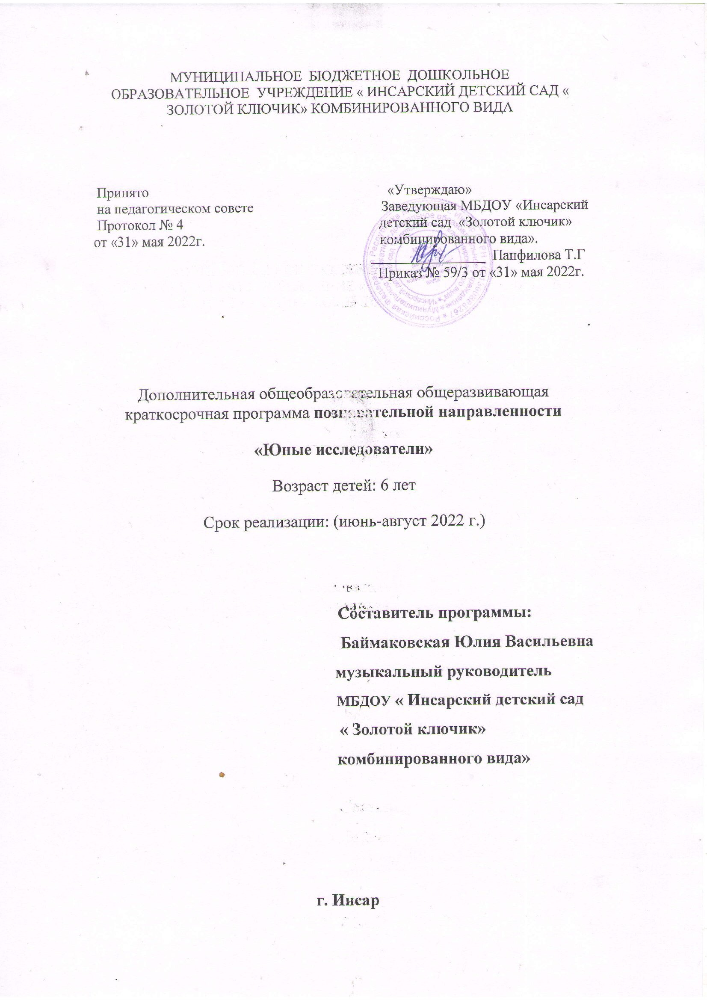 МУНИЦИПАЛЬНОЕ БЮДЖЕТНОЕ ДОШКОЛЬНОЕ
ОБРАЗОВАТЕЛЬНОЕ УЧРЕЖДЕНИЕ « ИНСАРСКИЙ ДЕТСКИЙ САД «
ЗОЛОТОЙ КЛЮЧИК» КОМБИНИРОВАННОГО ВИДА
Принято
на педагогическом совете
Протокол № 4
от «31» мая 2022г.
«Утверждаю»
Заведующая МБДОУ «Инсарский
детский сад «Золотой ключик»
комбинированного вида».
Панфилова Т.Г
Приказ № 59/3 от «31» мая 2022г.
Дополнительная общеобразовательная общеразвивающая
краткосрочная программа познавательной направленности
«Юные исследователи»
Возраст детей: 6 лет
Срок реализации: (июнь-август 2022 г.)
Составитель программы:
Баймаковская Юлия Васильевна
музыкальный руководитель
МБДОУ « Инсарский детский сад
« Золотой ключик»
комбинированного вида»
г. Инсар